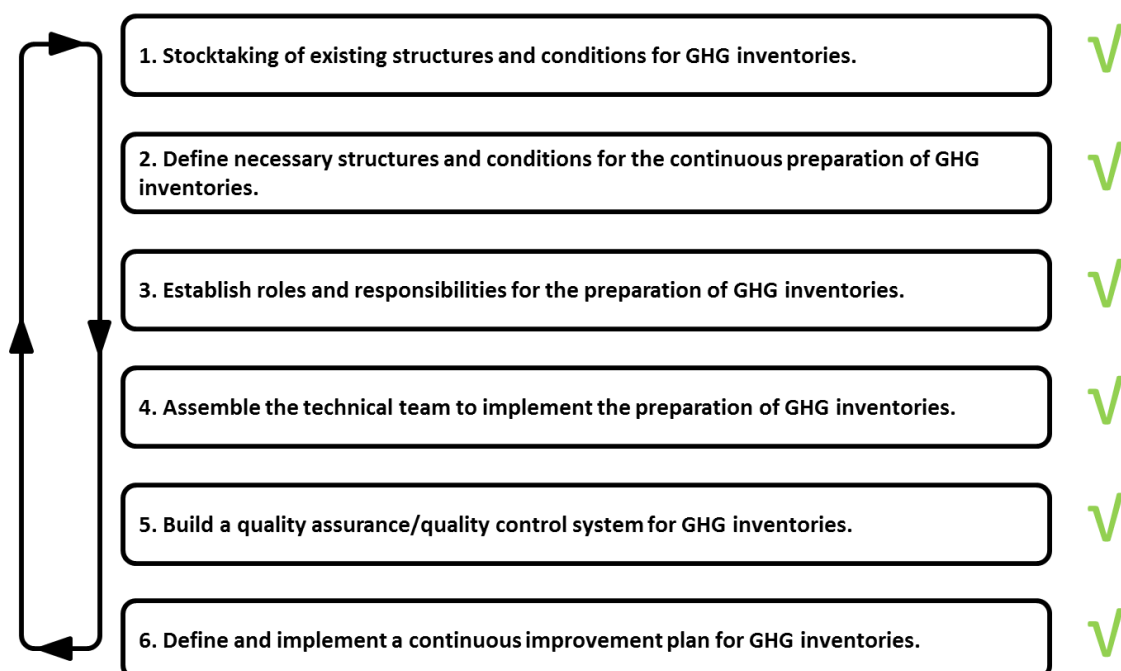 1. Stocktaking of existing structures and conditions for GHG inventories.
√
2. Define necessary structures and conditions for the continuous preparation of GHG
inventories.
√
3. Establish roles and responsibilities for the preparation of GHG inventories.
√
4. Assemble the technical team to implement the preparation of GHG inventories.
√
5. Build a quality assurance/quality control system for GHG inventories.
√
6. Define and implement a continuous improvement plan for GHG inventories.
√